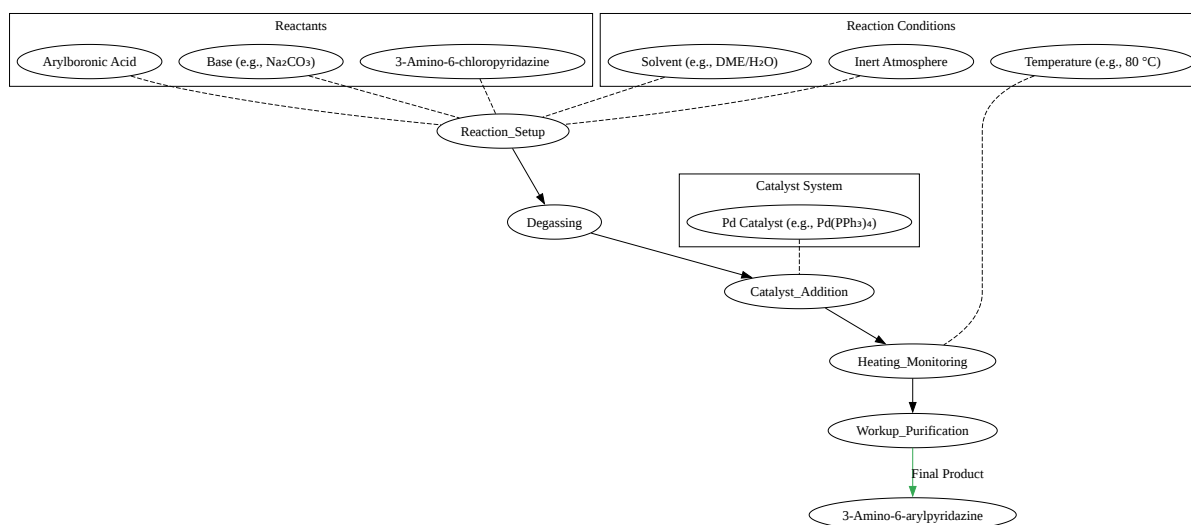 Reactants
Reaction Conditions
Arylboronic Acid
Base (e.g., Na₂CO₃)
3-Amino-6-chloropyridazine
Solvent (e.g., DME/H₂O)
Inert Atmosphere
Temperature (e.g., 80 °C)
Reaction_Setup
Catalyst System
Degassing
Pd Catalyst (e.g., Pd(PPh₃)₄)
Catalyst_Addition
Heating_Monitoring
Workup_Purification
Final Product
3-Amino-6-arylpyridazine